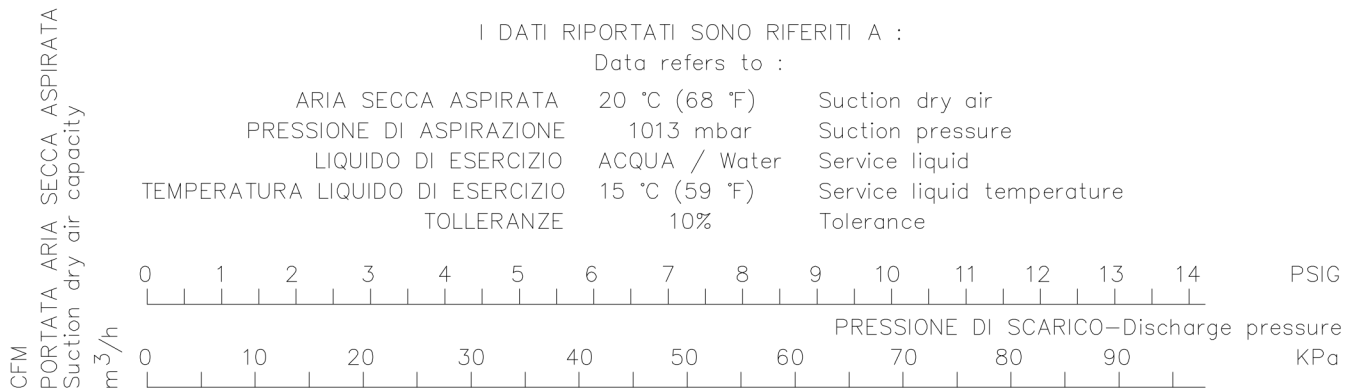 I DATI RIPORTATI SONO RIFERITI A :
Data refers to :
ARIA SECCA ASPIRATA 20 °C (68 °F) Suction dry air
PRESSIONE DI ASPIRAZIONE 1013 mbar Suction pressure
LIQUIDO DI ESERCIZIO ACQUA / Water Service liquid
TEMPERATURA LIQUIDO DI ESERCIZIO 15 °C (59 °F) Service liquid temperature
TOLLERANZE 10% Tolerance
0 1 2 3 4 5 6 7 8 9 10 11 12 13 14 PSIG
PRESSIONE DI SCARICO-Discharge pressure
0 10 20 30 40 50 60 70 80 90 KPa
CFM
PORTATA ARIA SECCA ASPIRATA
Suction dry air capacity
m³/h